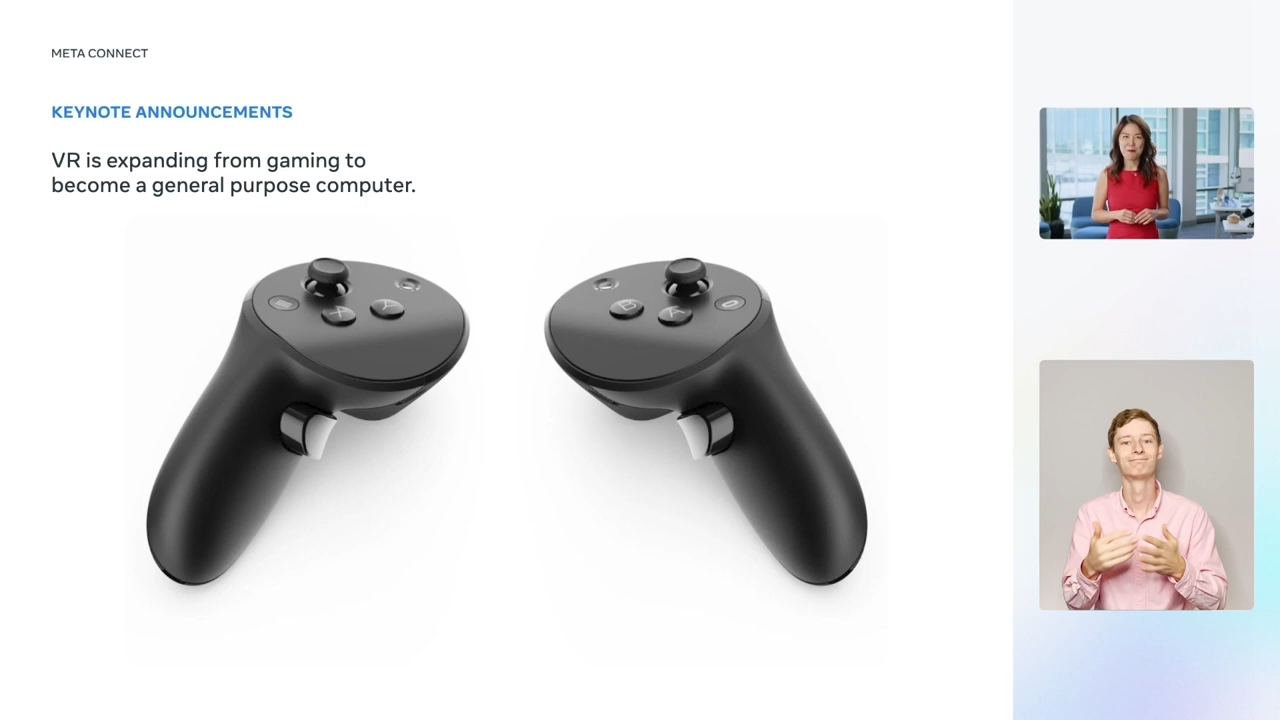 META CONNECT
KEYNOTE ANNOUNCEMENTS
VR is expanding from gaming to
become a general purpose computer.
X
Y
B
A